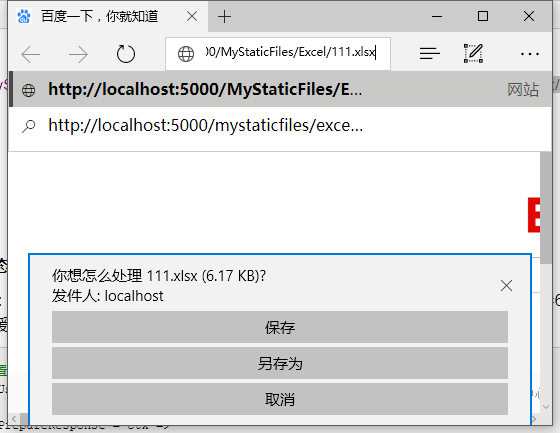 百度一下，你就知道
00/MyStaticFiles/Excel/111.xlsx
http://localhost:5000/MyStaticFiles/E... 网站
http://localhost:5000/mystaticfiles/exce...
你想怎么处理 111.xlsx (6.17 KB)?
发件人: localhost
保存
另存为
取消